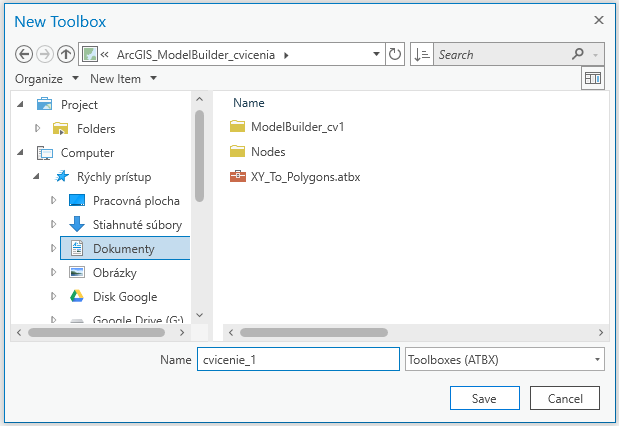 New Toolbox
« ArcGIS_ModelBuilder_cvicenia
Search
Organize New Item
Project
Folders
Computer
Rýchly prístup
Pracovná plocha
Stiahnuté súbory
Dokumenty
Obrázky
Disk Google
Google Drive (G:)
Name
ModelBuilder_cv1
Nodes
XY_To_Polygons.atbx
Name cvicenie_1 Toolboxes (ATBX)
Save Cancel